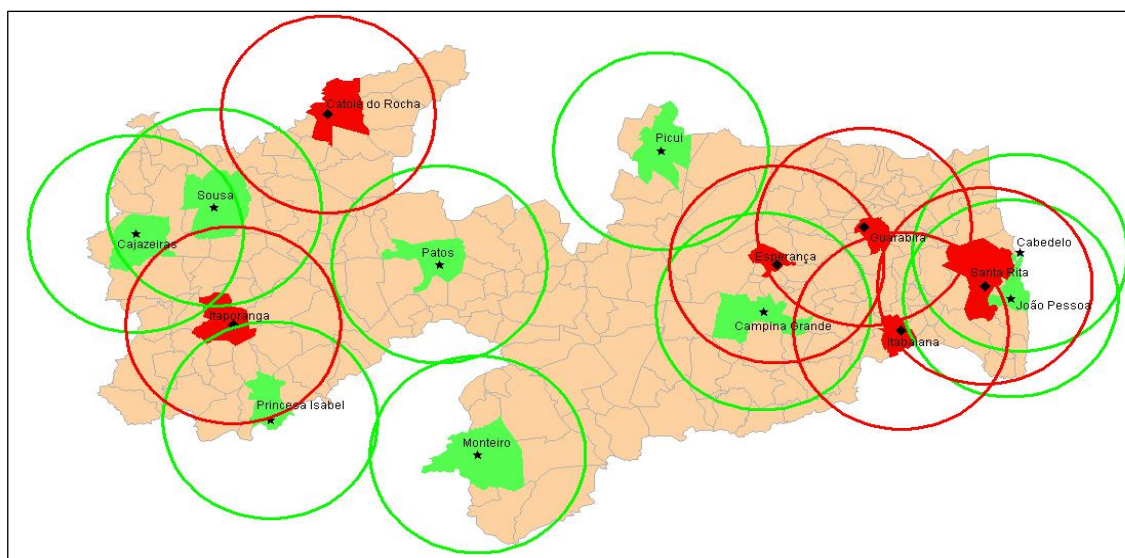 Catolé do Rocha
Picuí
Sousa
Cajazeiras
Patos
Guarabira
Cabedelo
Esperança
Santa Rita
João Pessoa
Itaporanga
Campina Grande
Itabaiana
Princesa Isabel
Monteiro